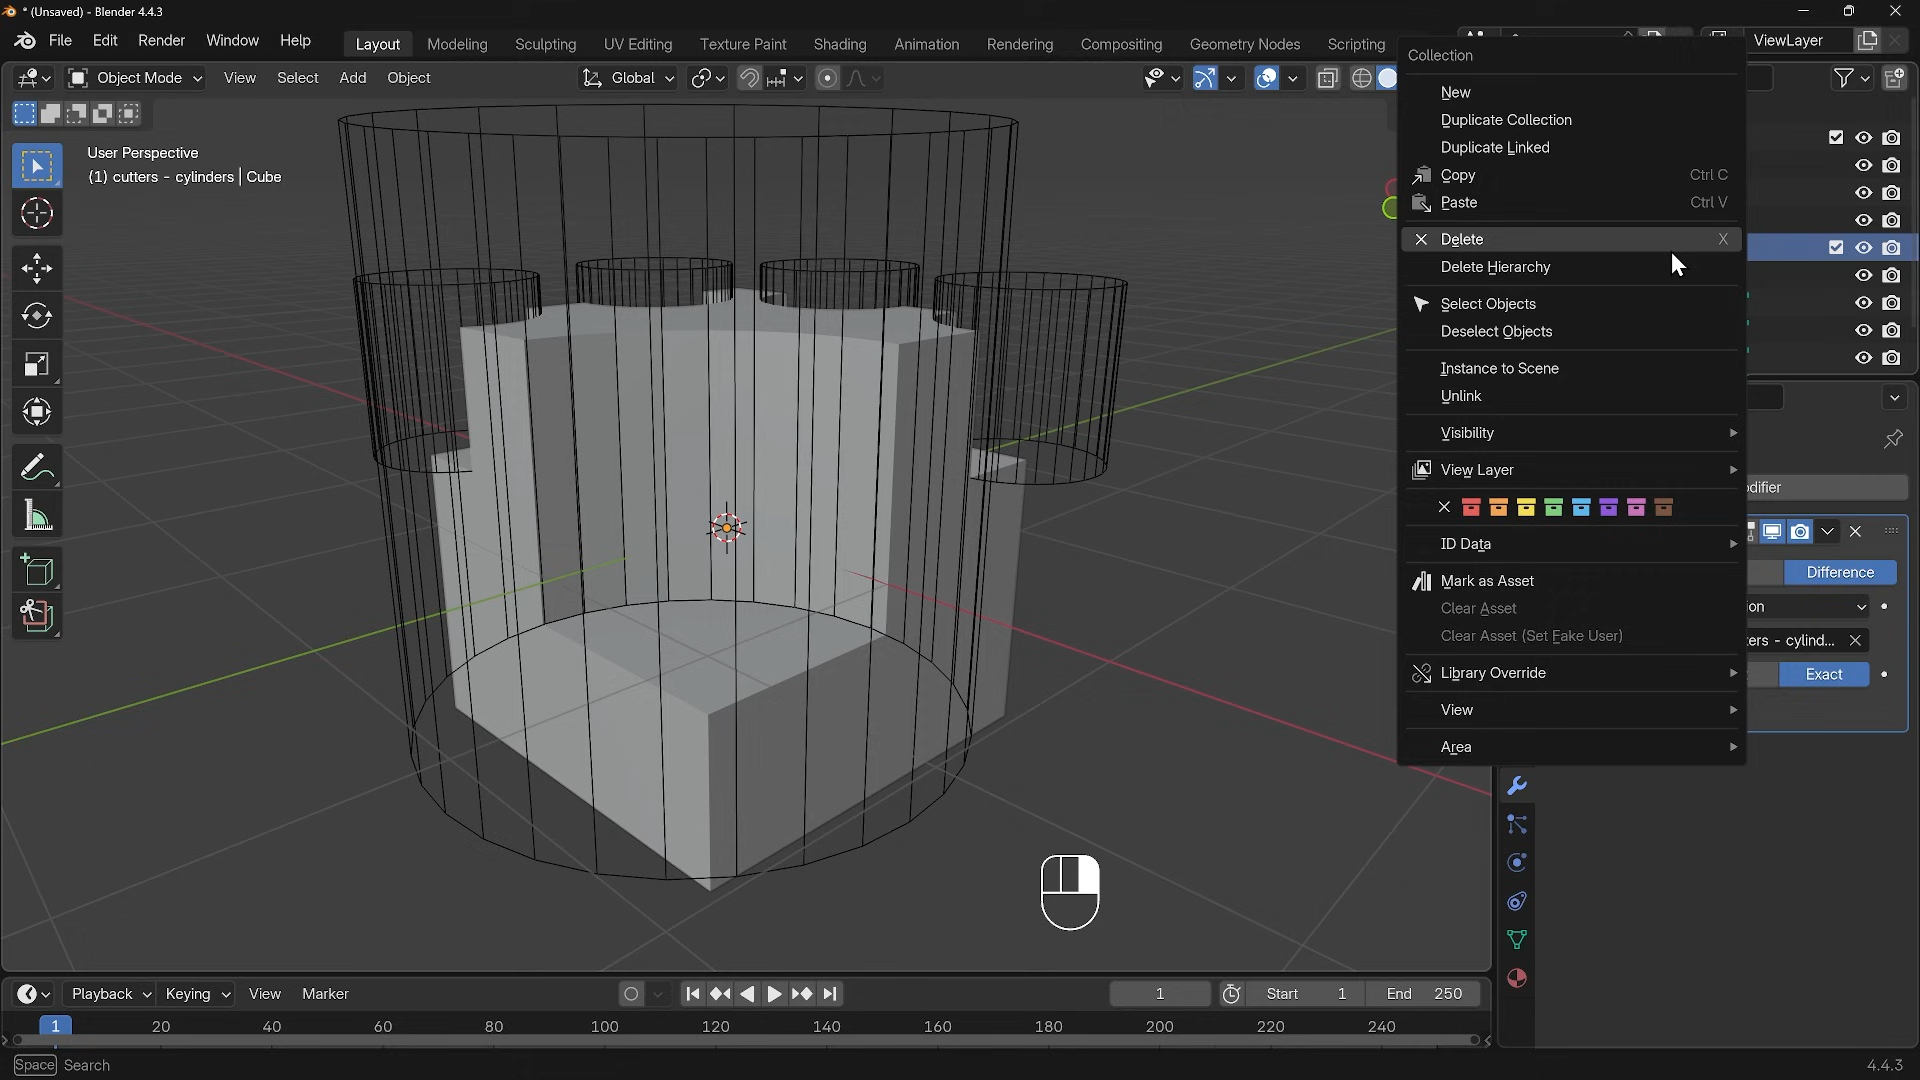 * (Unsaved) - Blender 4.4.3
File Edit Render Window Help
Layout Modeling Sculpting UV Editing Texture Paint Shading Animation Rendering Compositing Geometry Nodes Scripting
ViewLayer
Object Mode View Select Add Object Global
User Perspective
(1) cutters - cylinders | Cube
Collection
New
Duplicate Collection
Duplicate Linked
Copy Ctrl C
Paste Ctrl V
Delete X
Delete Hierarchy
Select Objects
Deselect Objects
Instance to Scene
Unlink
Visibility
View Layer
ID Data
Mark as Asset
Clear Asset
Clear Asset (Set Fake User)
Library Override
View
Area
difier
Difference
ion
ters - cylind...
Exact
Playback Keying View Marker
1 Start 1 End 250
1 20 40 60 80 100 120 140 160 180 200 220 240
Space Search
4.4.3